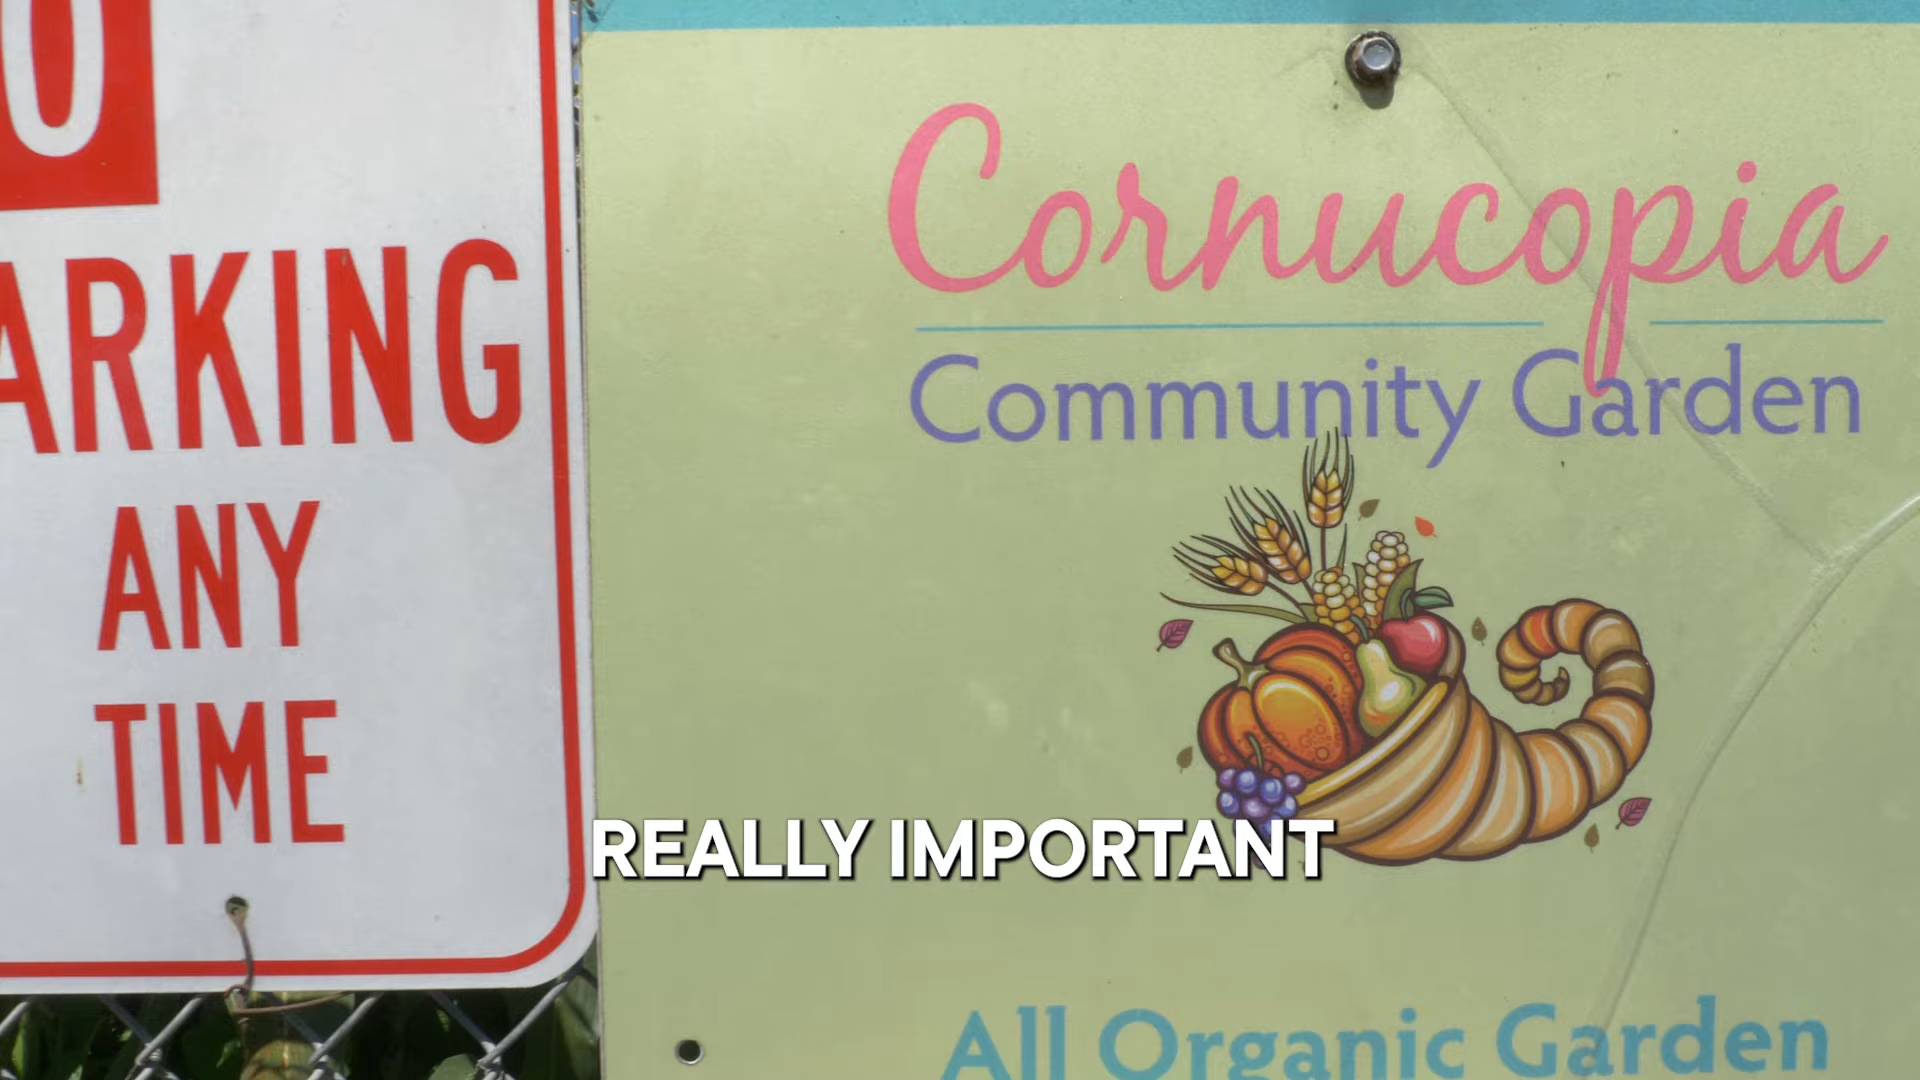 O
ARKING
ANY
TIME
Cornucopia
Community Garden
REALLY IMPORTANT
All Organic Garden